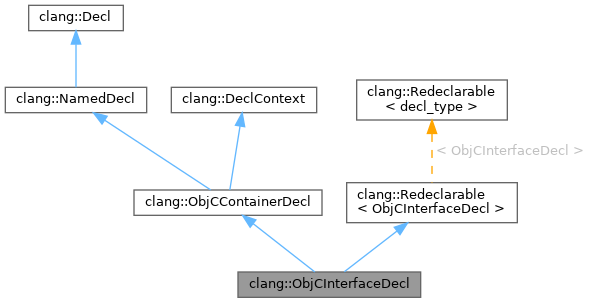 clang::Decl
clang::NamedDecl
clang::DeclContext
clang::Redeclarable
< decl_type >
< ObjCInterfaceDecl >
clang::ObjCContainerDecl
clang::Redeclarable
< ObjCInterfaceDecl >
clang::ObjCInterfaceDecl